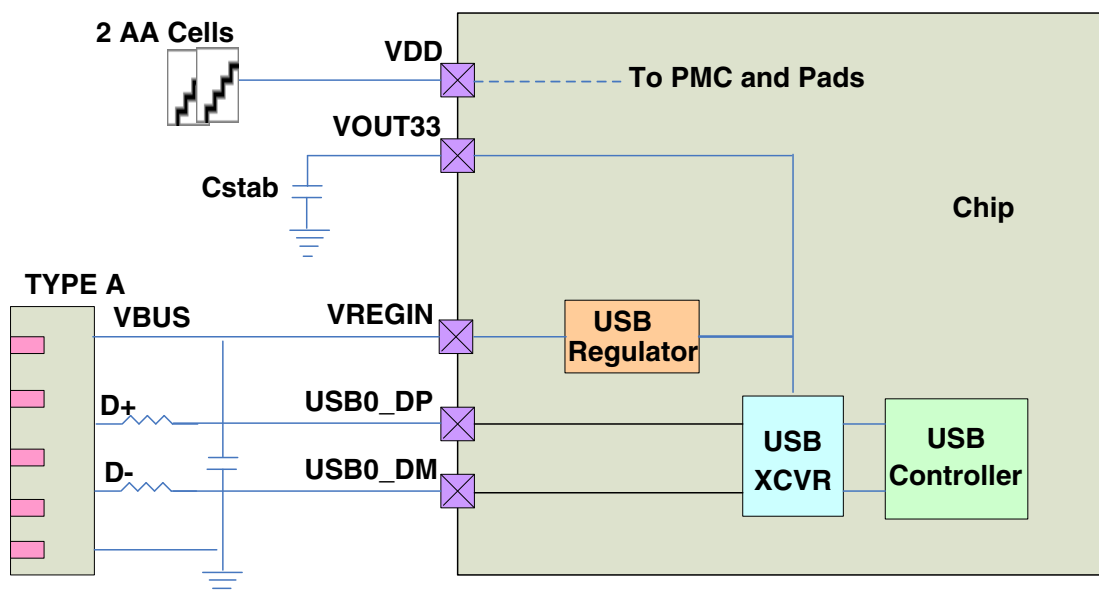 2 AA Cells
VDD
To PMC and Pads
VOUT33
Cstab
Chip
TYPE A
VBUS
VREGIN
USB
Regulator
D+
USB0_DP
D-
USB0_DM
USB
XCVR
USB
Controller